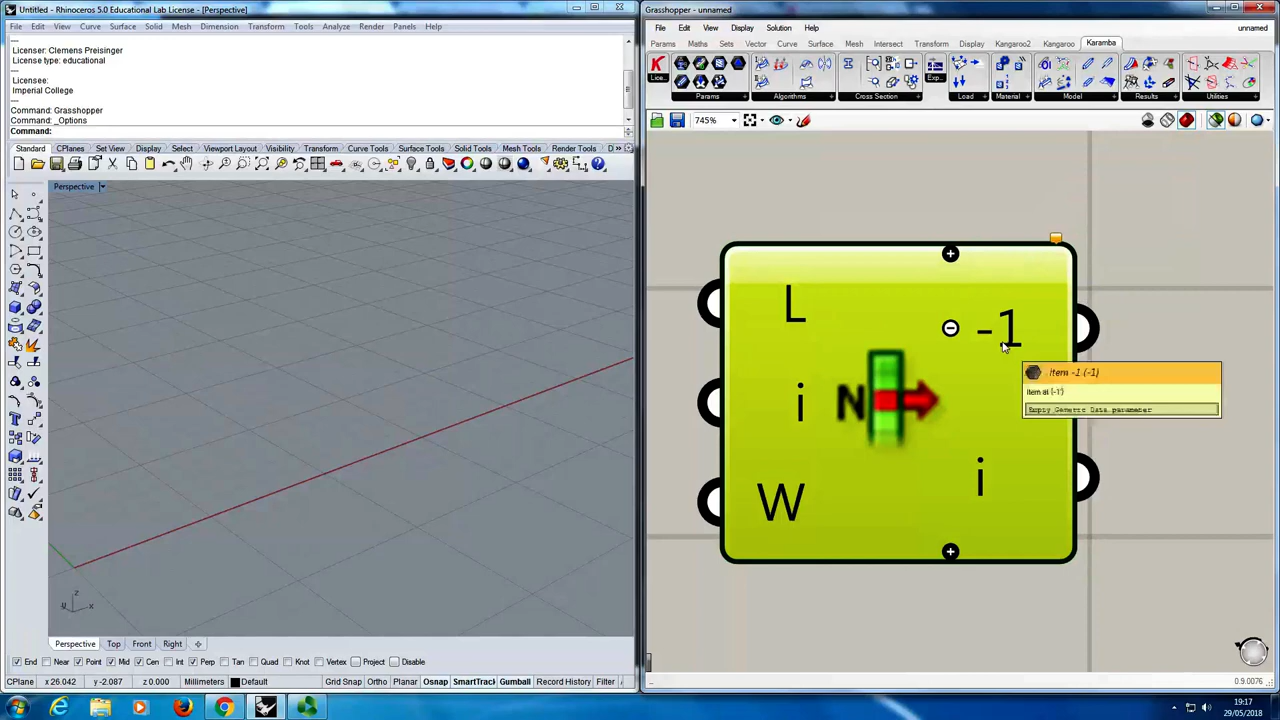 Untitled - Rhinoceros 5.0 Educational Lab License - [Perspective]
File Edit View Curve Surface Solid Mesh Dimension Transform Tools Analyze Render Panels Help
---
Licenser: Clemens Preisinger
License type: educational
---
Licensee:
Imperial College
---
Command: Grasshopper
Command: _Options
Command:
Standard CPlanes Set View Display Select Viewport Layout Visibility Transform Curve Tools Surface Tools Solid Tools Mesh Tools Render Tools D
Perspective
z
x
y
Perspective Top Front Right
End Near Point Mid Cen Int Perp Tan Quad Knot Vertex Project Disable
CPlane x 26.042 y -2.087 z 0.000 Millimeters Default Grid Snap Ortho Planar Osnap SmartTrack Gumball Record History Filter
Grasshopper - unnamed
File Edit View Display Solution Help unnamed
Params Maths Sets Vector Curve Surface Mesh Intersect Transform Display Kangaroo2 Kangaroo Karamba
Lice... Exp...
Params Algorithms Cross Section Load Material Model Results Utilities
745%
L
-1
i
N
i
W
item -1 (-1)
Item at {-1}
Empty Generic Data parameter
0.9.0076
19:17
29/05/2018